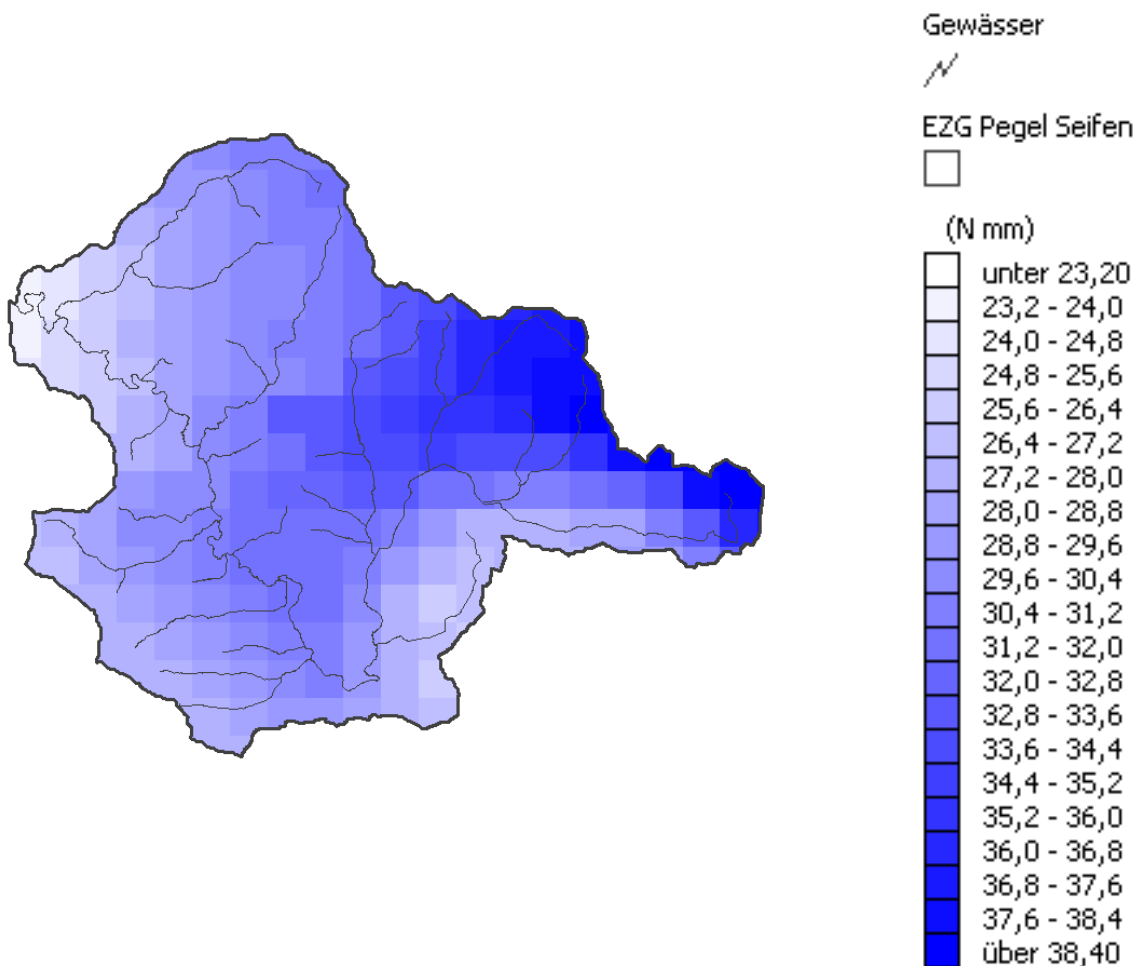 Gewässer
EZG Pegel Seifen
(N mm)
unter 23,20
23,2 - 24,0
24,0 - 24,8
24,8 - 25,6
25,6 - 26,4
26,4 - 27,2
27,2 - 28,0
28,0 - 28,8
28,8 - 29,6
29,6 - 30,4
30,4 - 31,2
31,2 - 32,0
32,0 - 32,8
32,8 - 33,6
33,6 - 34,4
34,4 - 35,2
35,2 - 36,0
36,0 - 36,8
36,8 - 37,6
37,6 - 38,4
über 38,40